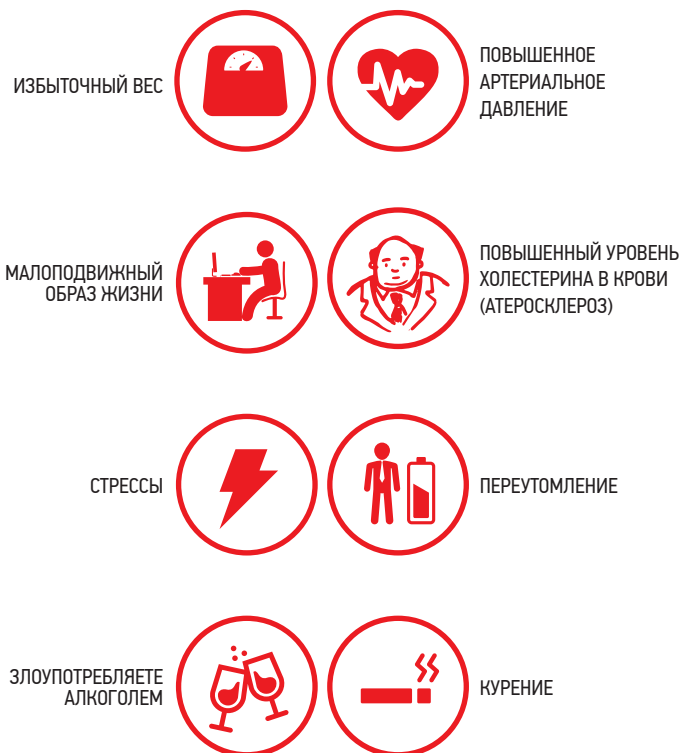 ИЗБЫТОЧНЫЙ ВЕС
ПОВЫШЕННОЕ
АРТЕРИАЛЬНОЕ
ДАВЛЕНИЕ
МАЛОПОДВИЖНЫЙ
ОБРАЗ ЖИЗНИ
ПОВЫШЕННЫЙ УРОВЕНЬ
ХОЛЕСТЕРИНА В КРОВИ
(АТЕРОСКЛЕРОЗ)
СТРЕССЫ
ПЕРЕУТОМЛЕНИЕ
ЗЛОУПОТРЕБЛЯЕТЕ
АЛКОГОЛЕМ
КУРЕНИЕ